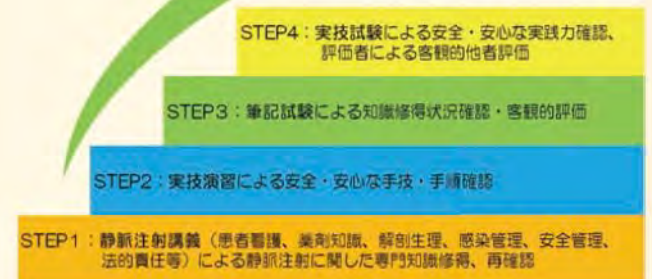 STEP4：実技試験による安全・安心な実践力確認、
評価者による客観的他者評価
STEP3：筆記試験による知識修得状況確認・客観的評価
STEP2：実技演習による安全・安心な手技・手順確認
STEP1：静脈注射講義（患者看護、薬剤知識、解剖生理、感染管理、安全管理、
法的責任等）による静脈注射に関した専門知識修得、再確認